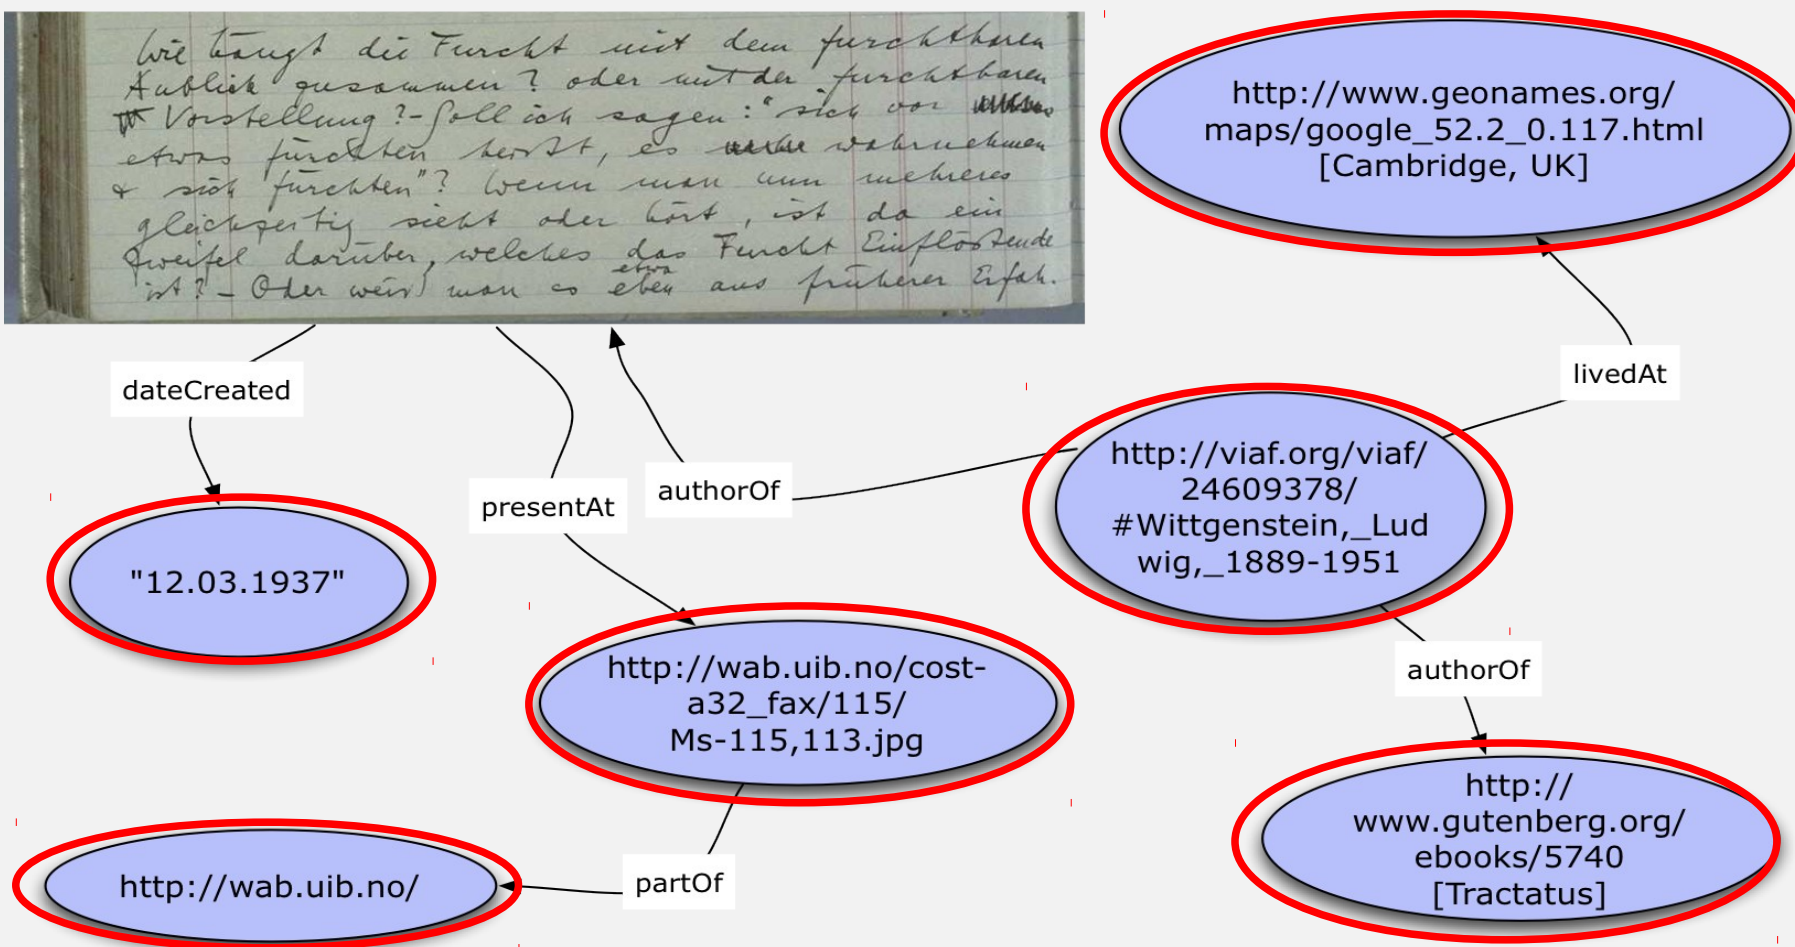 Wie hängt die Furcht mit dem furchtbaren
Anblick zusammen? oder mit der furchtbaren
Vorstellung? – Soll ich sagen: "sich vor
etwas fürchten heißt, es wahrnehmen
& sich fürchten"? Wenn man nun mehreres
gleichzeitig sieht oder hört, ist da ein
Zweifel darüber, welches das Furcht Einflößende
ist? – Oder weiß man es eben etwa aus früherer Erfah.
http://www.geonames.org/
maps/google_52.2_0.117.html
[Cambridge, UK]
livedAt
dateCreated
presentAt
authorOf
http://viaf.org/viaf/
24609378/
#Wittgenstein,_Lud
wig,_1889-1951
"12.03.1937"
http://wab.uib.no/cost-
a32_fax/115/
Ms-115,113.jpg
authorOf
http://
www.gutenberg.org/
ebooks/5740
[Tractatus]
partOf
http://wab.uib.no/